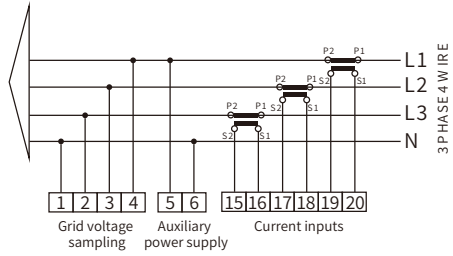 P2 P1
L1
P2 P1
S2 S1
L2
P2 P1
S2 S1
L3
S2 S1
N
3 PHASE 4 WIRE
1 2 3 4 5 6 15 16 17 18 19 20
Grid voltage
sampling
Auxiliary
power supply
Current inputs